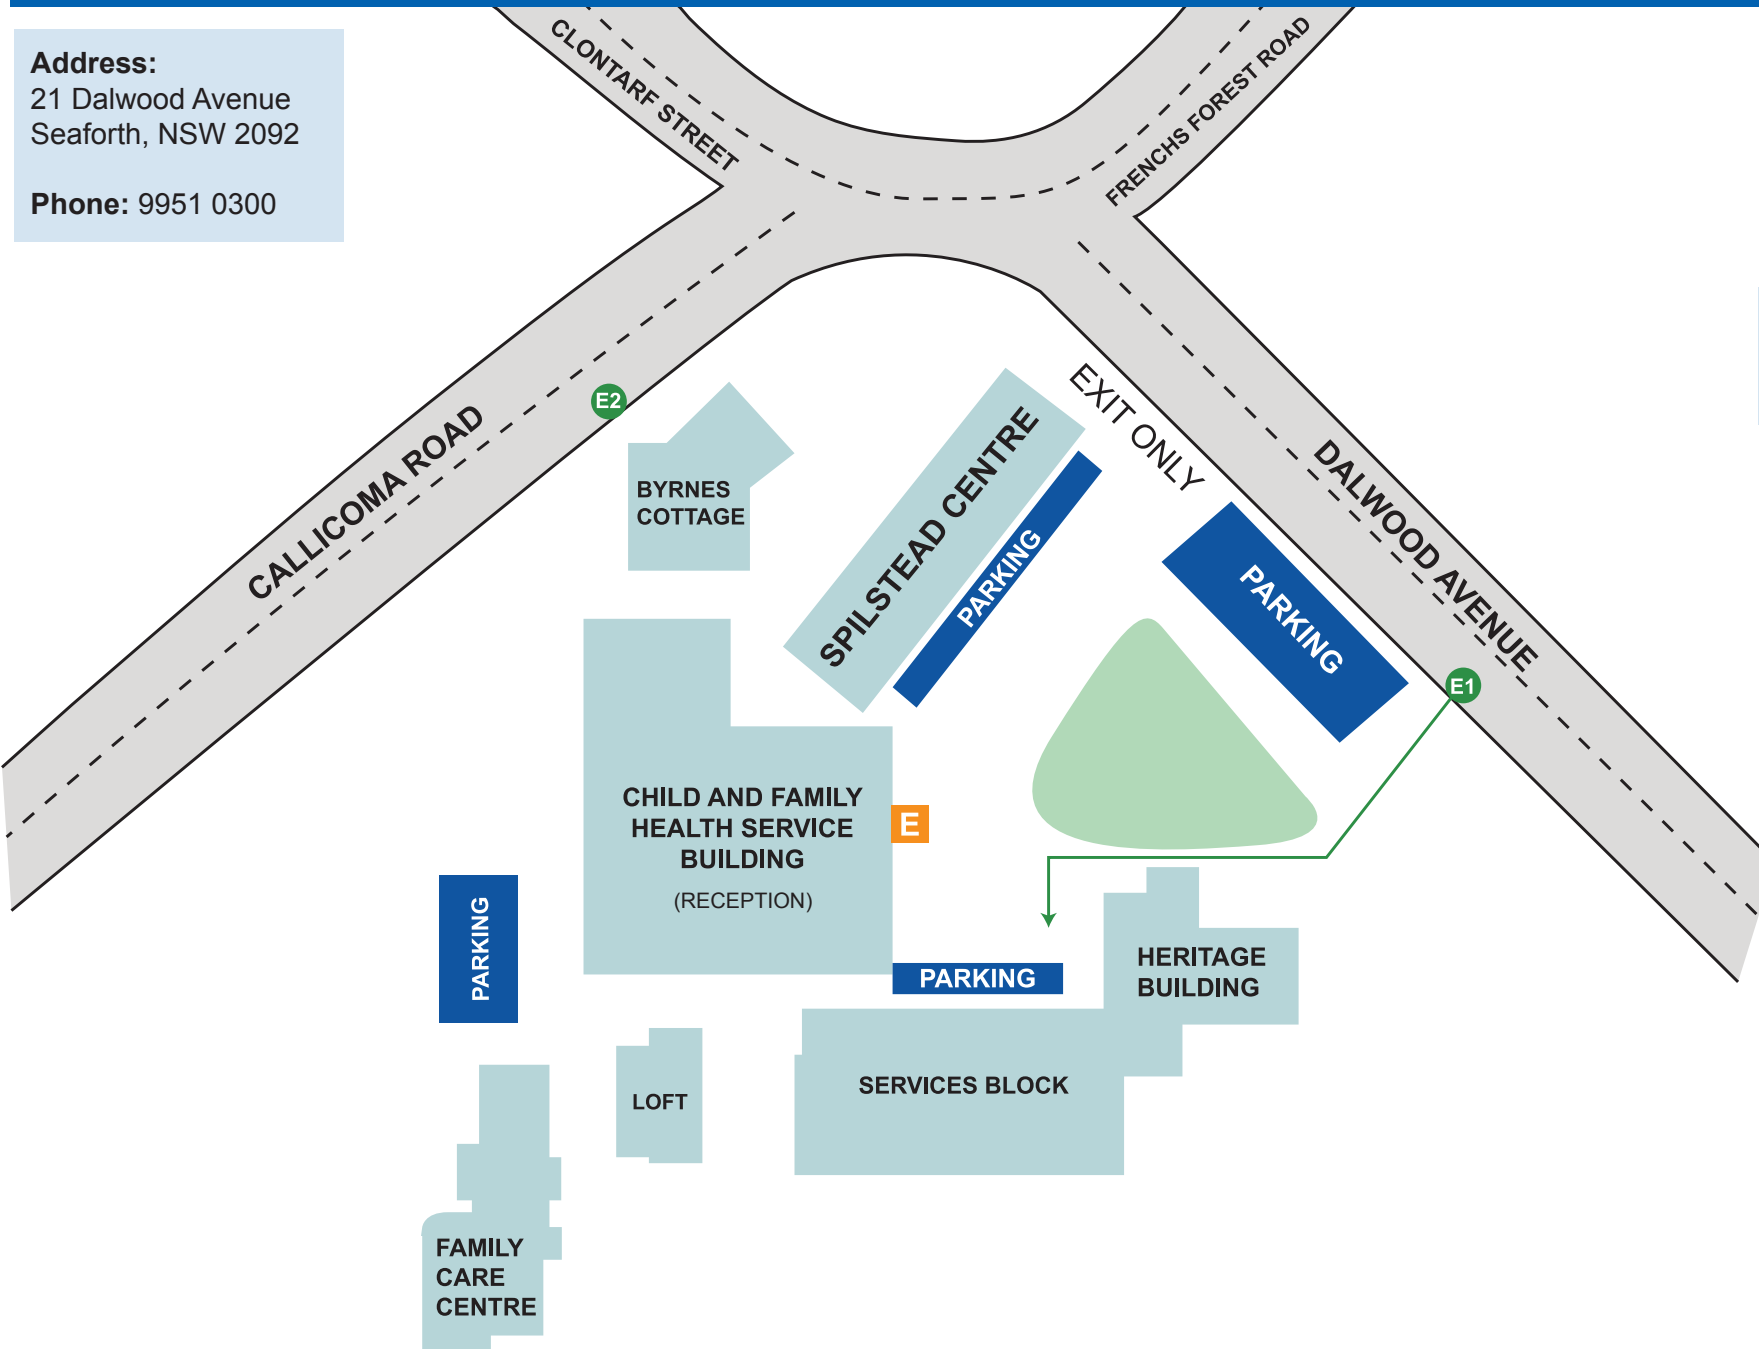 Address:
21 Dalwood Avenue
Seaforth, NSW 2092
Phone: 9951 0300
CLONTARF STREET
FRENCHS FOREST ROAD
CALLICOMA ROAD
E2
EXIT ONLY
DALWOOD AVENUE
BYRNES
COTTAGE
SPILSTEAD CENTRE
PARKING
PARKING
E1
CHILD AND FAMILY
HEALTH SERVICE
BUILDING
(RECEPTION)
E
PARKING
PARKING
HERITAGE
BUILDING
LOFT
SERVICES BLOCK
FAMILY
CARE
CENTRE